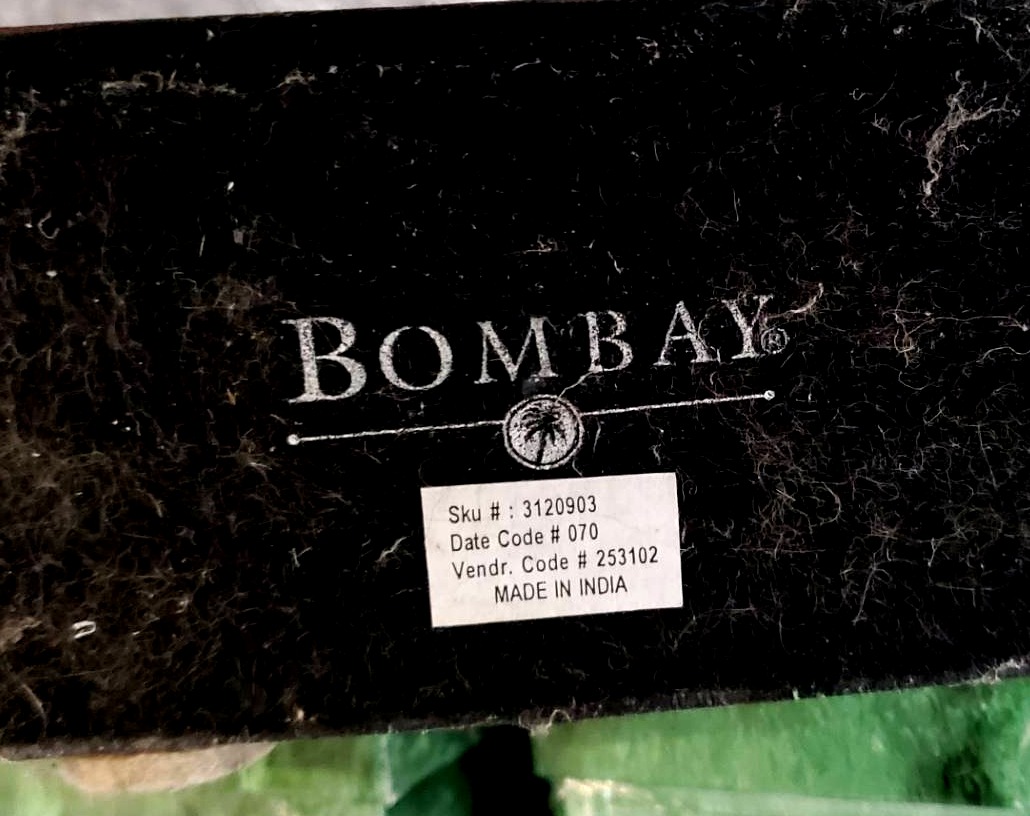 BOMBAY®
Sku # : 3120903
Date Code # 070
Vendr. Code # 253102
MADE IN INDIA